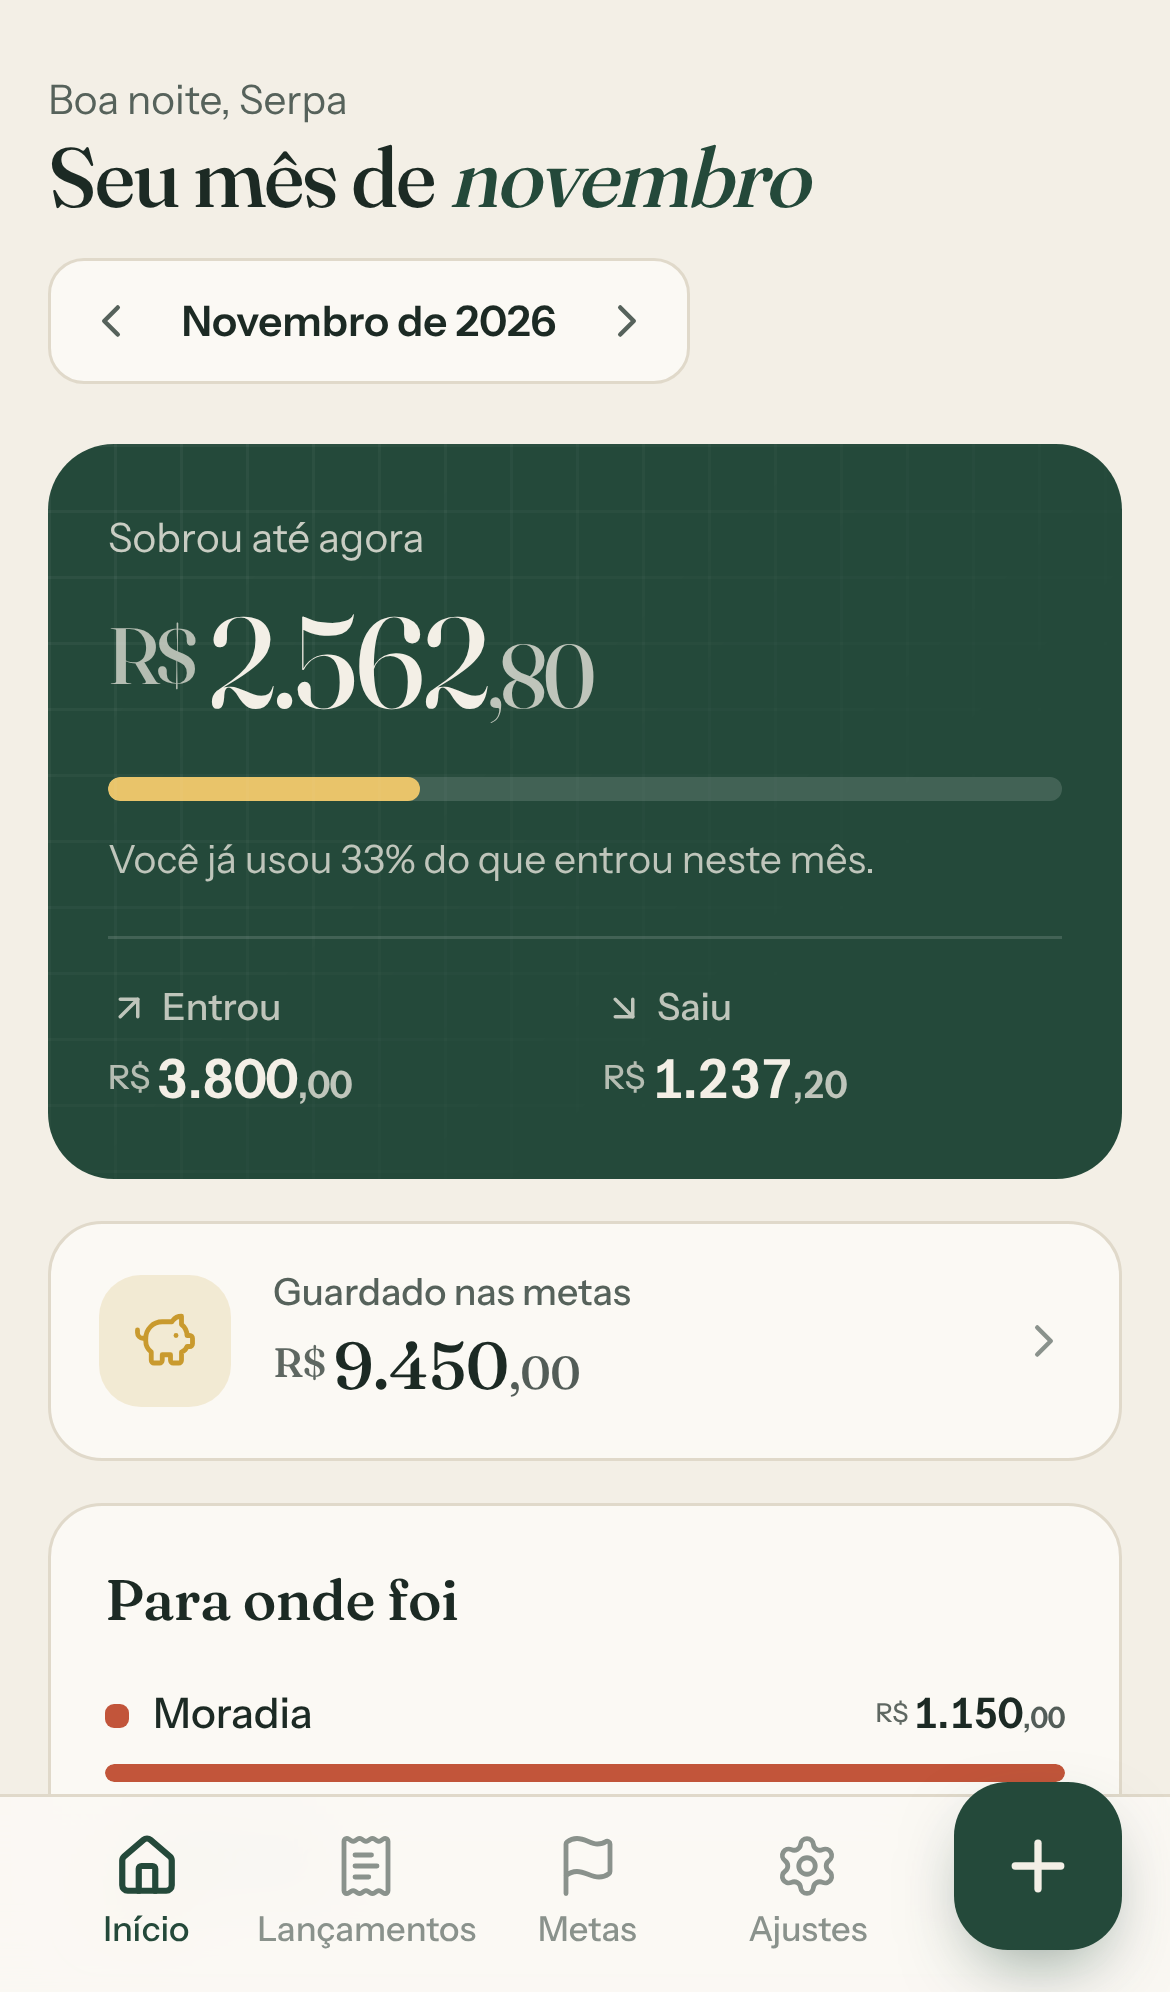 Boa noite, Serpa
Seu mês de novembro
Novembro de 2026
Sobrou até agora
R$ 2.562,80
Você já usou 33% do que entrou neste mês.
Entrou
Saiu
R$ 3.800,00
R$ 1.237,20
Guardado nas metas
R$ 9.450,00
Para onde foi
Moradia
R$ 1.150,00
Início
Lançamentos
Metas
Ajustes